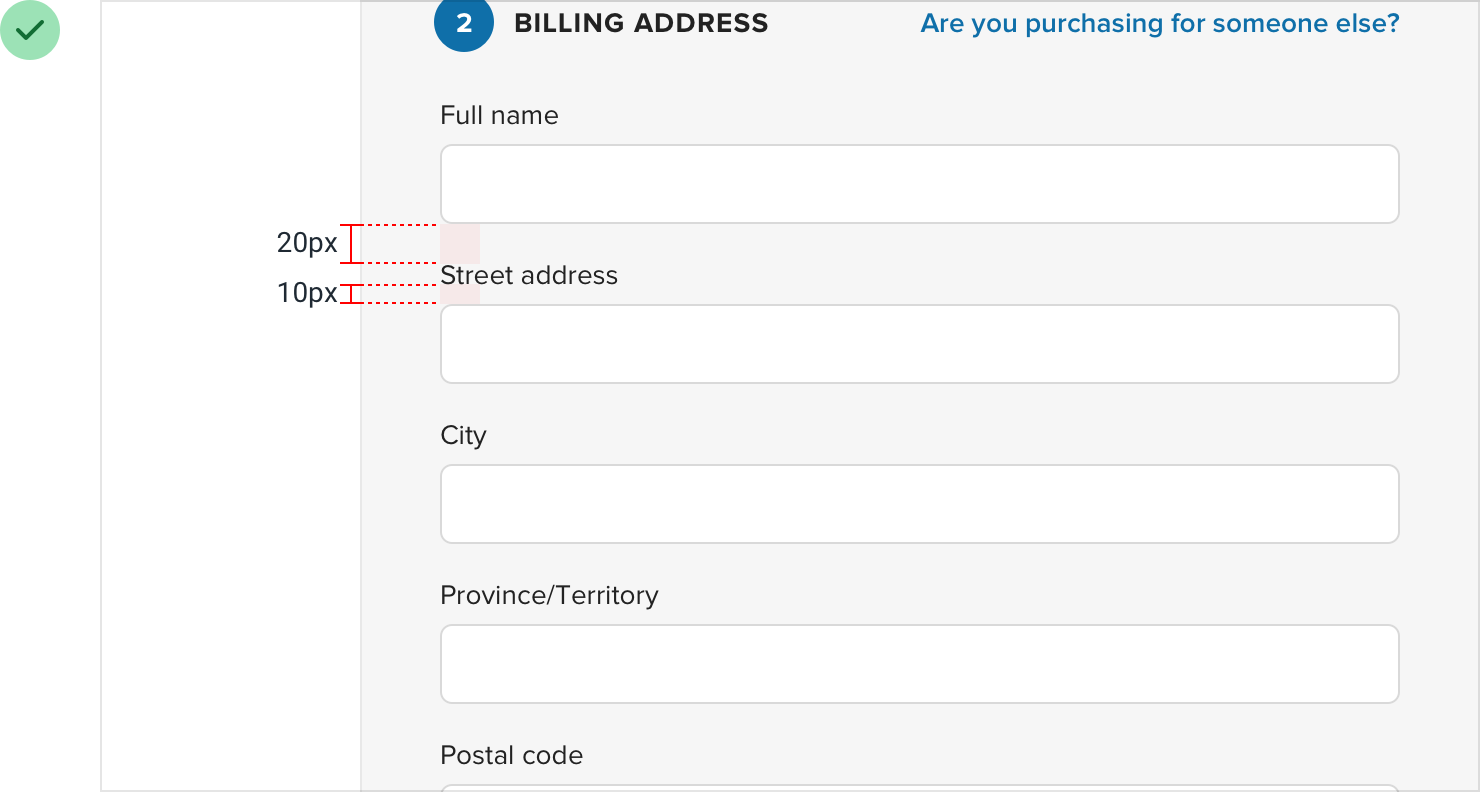 2 BILLING ADDRESS Are you purchasing for someone else?
Full name
20px
Street address
10px
City
Province/Territory
Postal code